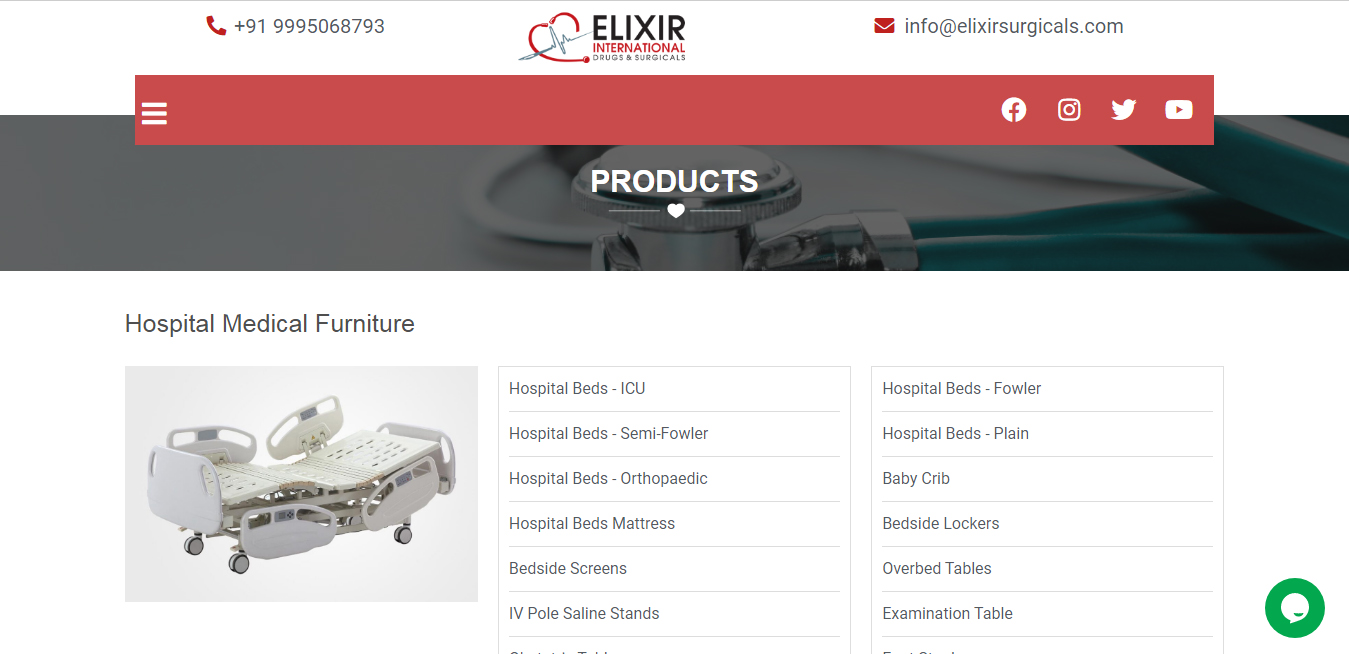 +91 9995068793
ELIXIR
INTERNATIONAL
DRUGS & SURGICALS
info@elixirsurgicals.com
PRODUCTS
Hospital Medical Furniture
Hospital Beds - ICU
Hospital Beds - Semi-Fowler
Hospital Beds - Orthopaedic
Hospital Beds Mattress
Bedside Screens
IV Pole Saline Stands
Hospital Beds - Fowler
Hospital Beds - Plain
Baby Crib
Bedside Lockers
Overbed Tables
Examination Table